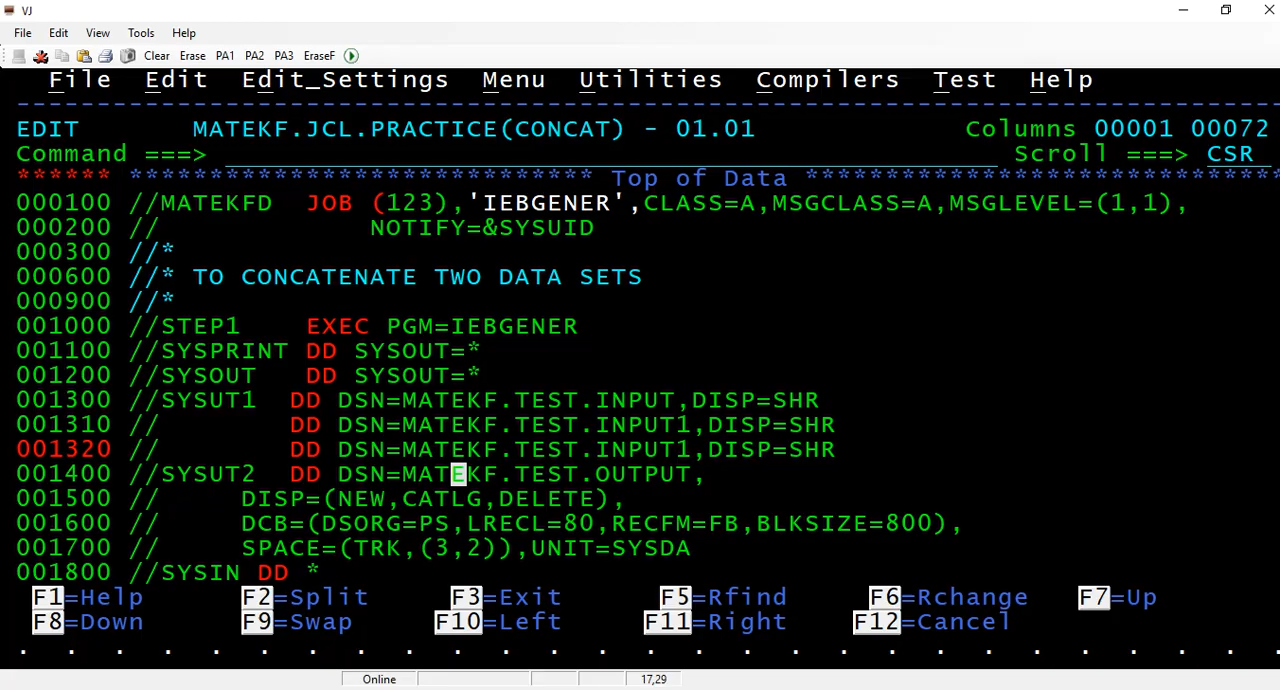 VJ
File Edit View Tools Help
Clear Erase PA1 PA2 PA3 EraseF
File Edit Edit_Settings Menu Utilities Compilers Test Help
--------------------------------------------------------------------------------
EDIT MATEKF.JCL.PRACTICE(CONCAT) - 01.01 Columns 00001 00072
Command ===> Scroll ===> CSR
****** ***************************** Top of Data ******************************
000100 //MATEKFD JOB (123),'IEBGENER',CLASS=A,MSGCLASS=A,MSGLEVEL=(1,1),
000200 // NOTIFY=&SYSUID
000300 //*
000600 //* TO CONCATENATE TWO DATA SETS
000900 //*
001000 //STEP1 EXEC PGM=IEBGENER
001100 //SYSPRINT DD SYSOUT=*
001200 //SYSOUT DD SYSOUT=*
001300 //SYSUT1 DD DSN=MATEKF.TEST.INPUT,DISP=SHR
001310 // DD DSN=MATEKF.TEST.INPUT1,DISP=SHR
001320 // DD DSN=MATEKF.TEST.INPUT1,DISP=SHR
001400 //SYSUT2 DD DSN=MATEKF.TEST.OUTPUT,
001500 // DISP=(NEW,CATLG,DELETE),
001600 // DCB=(DSORG=PS,LRECL=80,RECFM=FB,BLKSIZE=800),
001700 // SPACE=(TRK,(3,2)),UNIT=SYSDA
001800 //SYSIN DD *
F1=Help F2=Split F3=Exit F5=Rfind F6=Rchange F7=Up
F8=Down F9=Swap F10=Left F11=Right F12=Cancel
Online 17,29